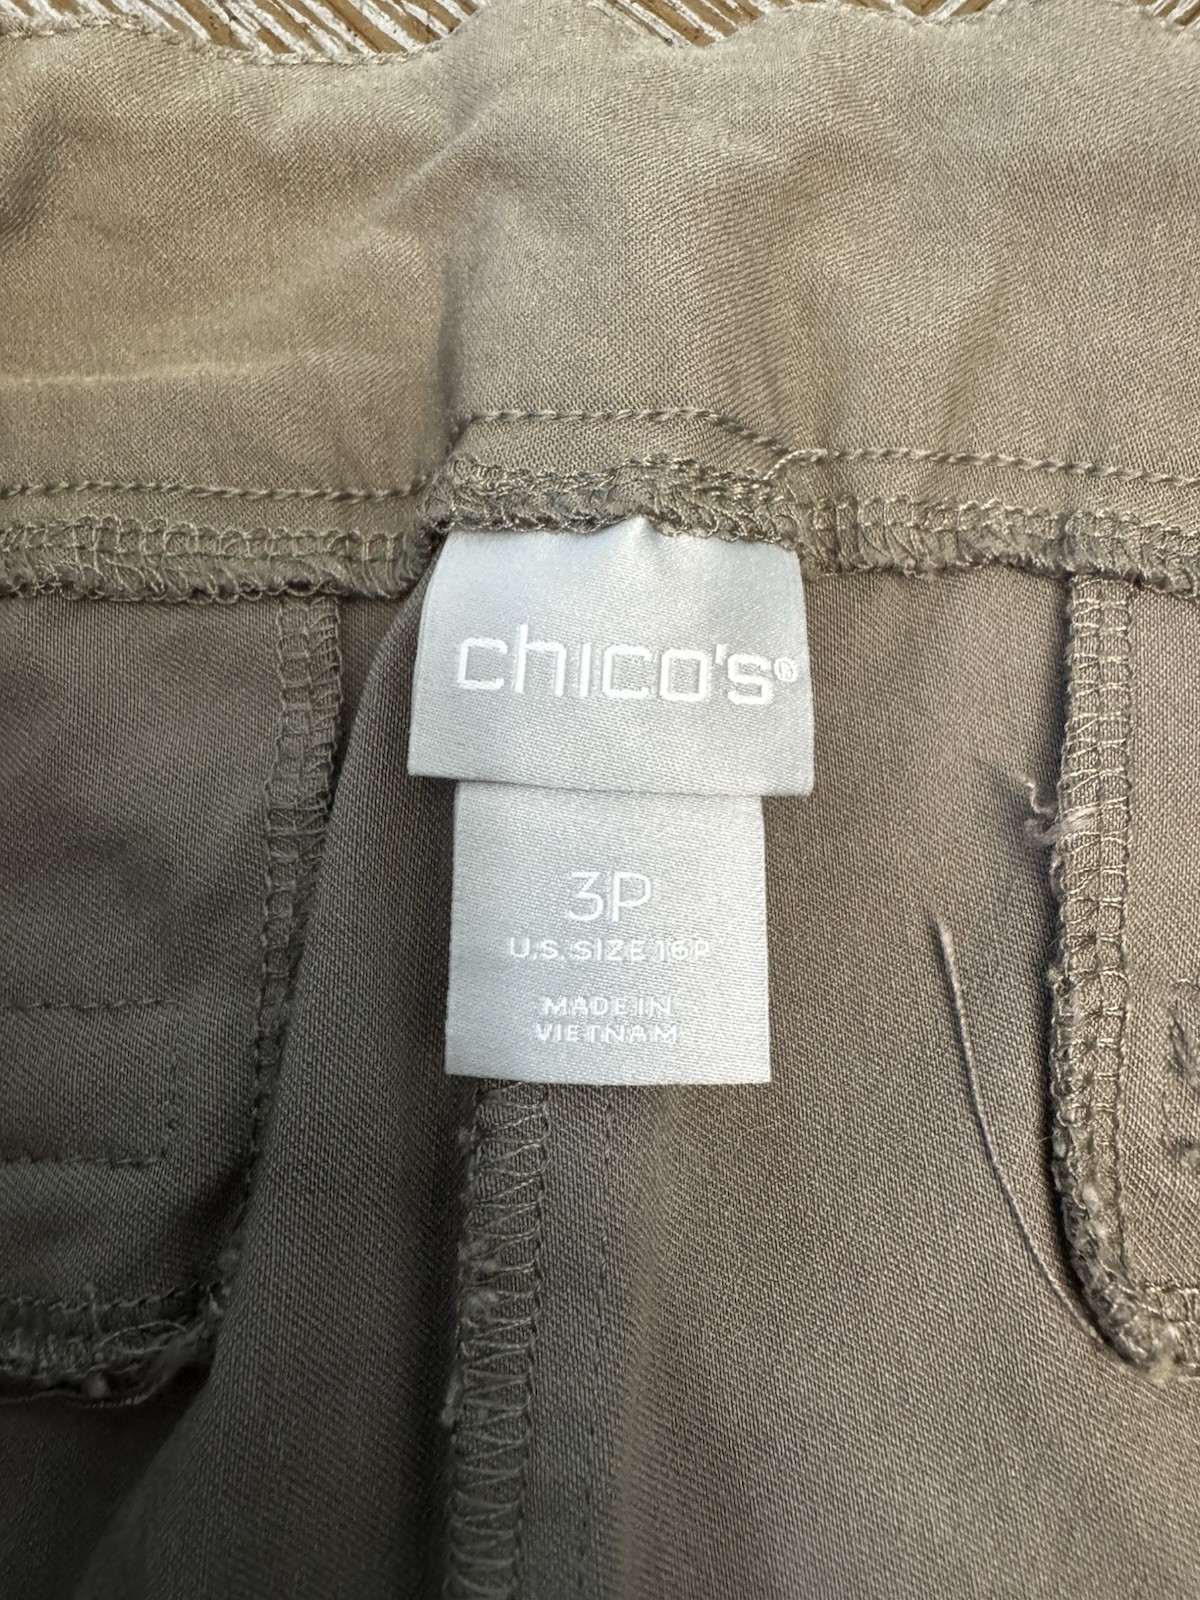 chico's®
3P
U.S. SIZE 16P
MADE IN
VIETNAM